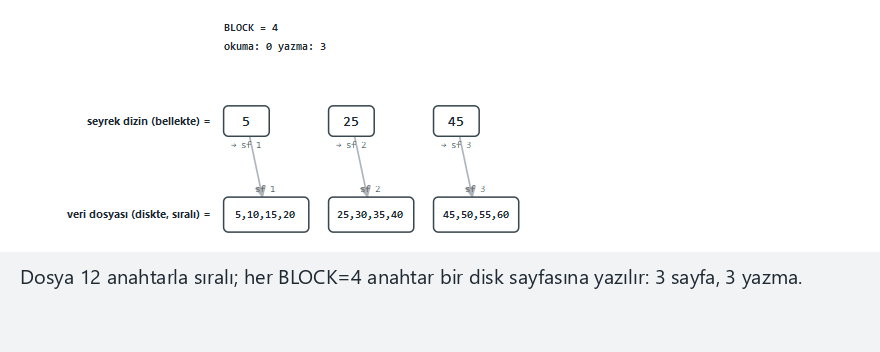 BLOCK = 4
okuma: 0 yazma: 3
seyrek dizin (bellekte) = 5 25 45
→ sf 1 → sf 2 → sf 3
sf 1 sf 2 sf 3
veri dosyası (diskte, sıralı) = 5,10,15,20 25,30,35,40 45,50,55,60
Dosya 12 anahtarla sıralı; her BLOCK=4 anahtar bir disk sayfasına yazılır: 3 sayfa, 3 yazma.